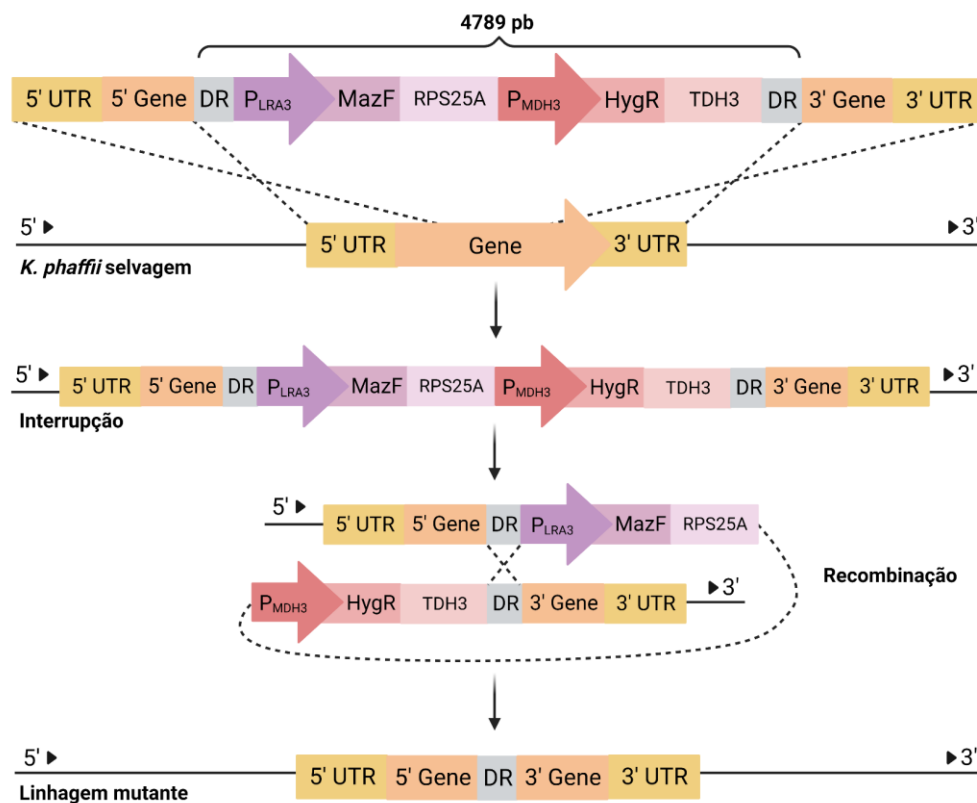 4789 pb
5' UTR 5' Gene DR PLRA3 MazF RPS25A PMDH3 HygR TDH3 DR 3' Gene 3' UTR
5' 3'
5' UTR Gene 3' UTR
K. phaffii selvagem
5' 3'
5' UTR 5' Gene DR PLRA3 MazF RPS25A PMDH3 HygR TDH3 DR 3' Gene 3' UTR
Interrupção
5'
5' UTR 5' Gene DR PLRA3 MazF RPS25A
Recombinação
PMDH3 HygR TDH3 DR 3' Gene 3' UTR 3'
5' 3'
5' UTR 5' Gene DR 3' Gene 3' UTR
Linhagem mutante